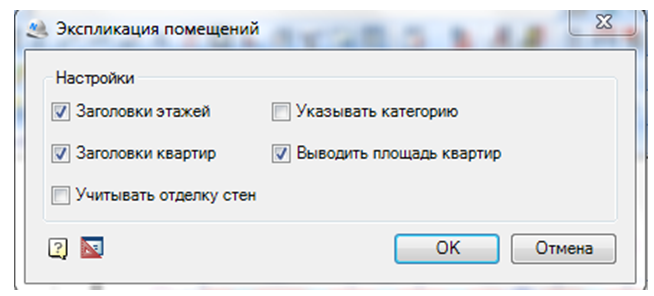 Экспликация помещений
Настройки
Заголовки этажей Указывать категорию
Заголовки квартир Выводить площадь квартир
Учитывать отделку стен
? OK Отмена